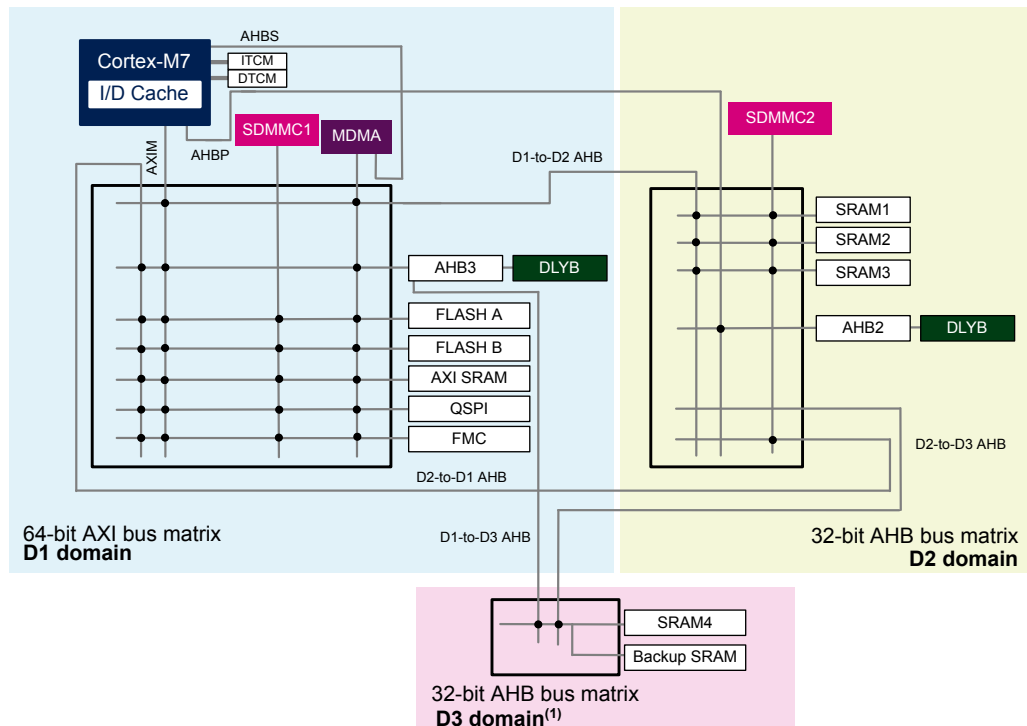 AHBS
Cortex-M7
I/D Cache
ITCM
DTCM
SDMMC1
MDMA
SDMMC2
AXIM
AHBP
D1-to-D2 AHB
SRAM1
SRAM2
SRAM3
AHB3
DLYB
AHB2
DLYB
FLASH A
FLASH B
AXI SRAM
QSPI
FMC
D2-to-D1 AHB
D2-to-D3 AHB
64-bit AXI bus matrix
D1 domain
D1-to-D3 AHB
32-bit AHB bus matrix
D2 domain
SRAM4
Backup SRAM
32-bit AHB bus matrix
D3 domain(1)